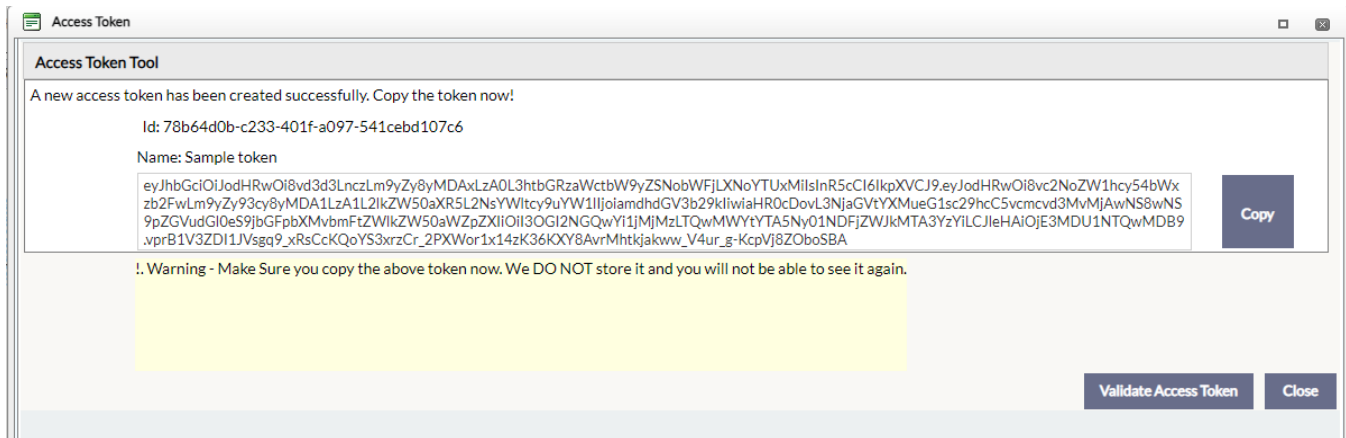 Access Token
Access Token Tool
A new access token has been created successfully. Copy the token now!
Id: 78b64d0b-c233-401f-a097-541cebd107c6
Name: Sample token
eyJhbGciOiJodHRwOi8vd3d3LnczLm9yZy8yMDAxLzA0L3htbGRzaWctbW9yZSNobWFjLXNoYTUxMiIsInR5cCI6IkpXVCJ9.eyJodHRwOi8vc2NoZW1hcy54bWx
zb2FwLm9yZy93cy8yMDA1LzA1L2lkZW50aXR5L2NsYWltcy9uYW1lIjoiamdhdGV3b29kIiwiaHR0cDovL3NjaGVtYXMueG1sc29hcC5vcmcvd3MvMjAwNS8wNS
9pZGVudGl0eS9jbGFpbXMvbmFtZWlkZW50aWZpZXIiOiI3OGI2NGQwYi1jMjMzLTQwMWYtYTA5Ny01NDFjZWJkMTA3YzYiLCJleHAiOjE3MDU1NTQwMDB9
.vprB1V3ZDI1JVsgq9_xRsCcKQoYS3xrzCr_2PXWor1x14zK36KXY8AvrMhtkjakww_V4ur_g-KcpVj8ZOboSBA
Copy
!. Warning - Make Sure you copy the above token now. We DO NOT store it and you will not be able to see it again.
Validate Access Token
Close